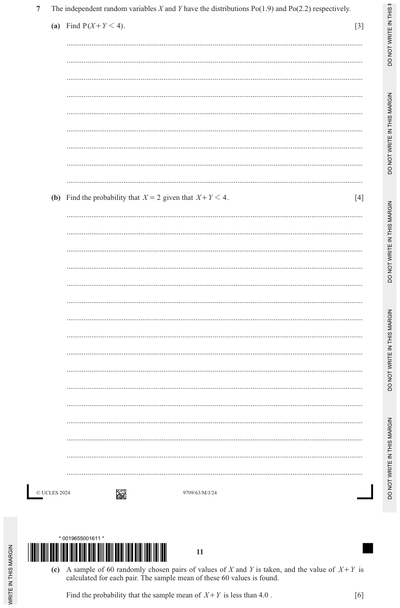 7 The independent random variables X and Y have the distributions Po(1.9) and Po(2.2) respectively.
DO NOT WRITE IN THIS MARGIN
(a) Find P(X + Y < 4). [3]
DO NOT WRITE IN THIS MARGIN
(b) Find the probability that X = 2 given that X + Y < 4. [4]
DO NOT WRITE IN THIS MARGIN
DO NOT WRITE IN THIS MARGIN
DO NOT WRITE IN THIS MARGIN
© UCLES 2024 9709/63/M/J/24
* 0019655001611 *
11
WRITE IN THIS MARGIN
(c) A sample of 60 randomly chosen pairs of values of X and Y is taken, and the value of X + Y is
calculated for each pair. The sample mean of these 60 values is found.
Find the probability that the sample mean of X + Y is less than 4.0 . [6]